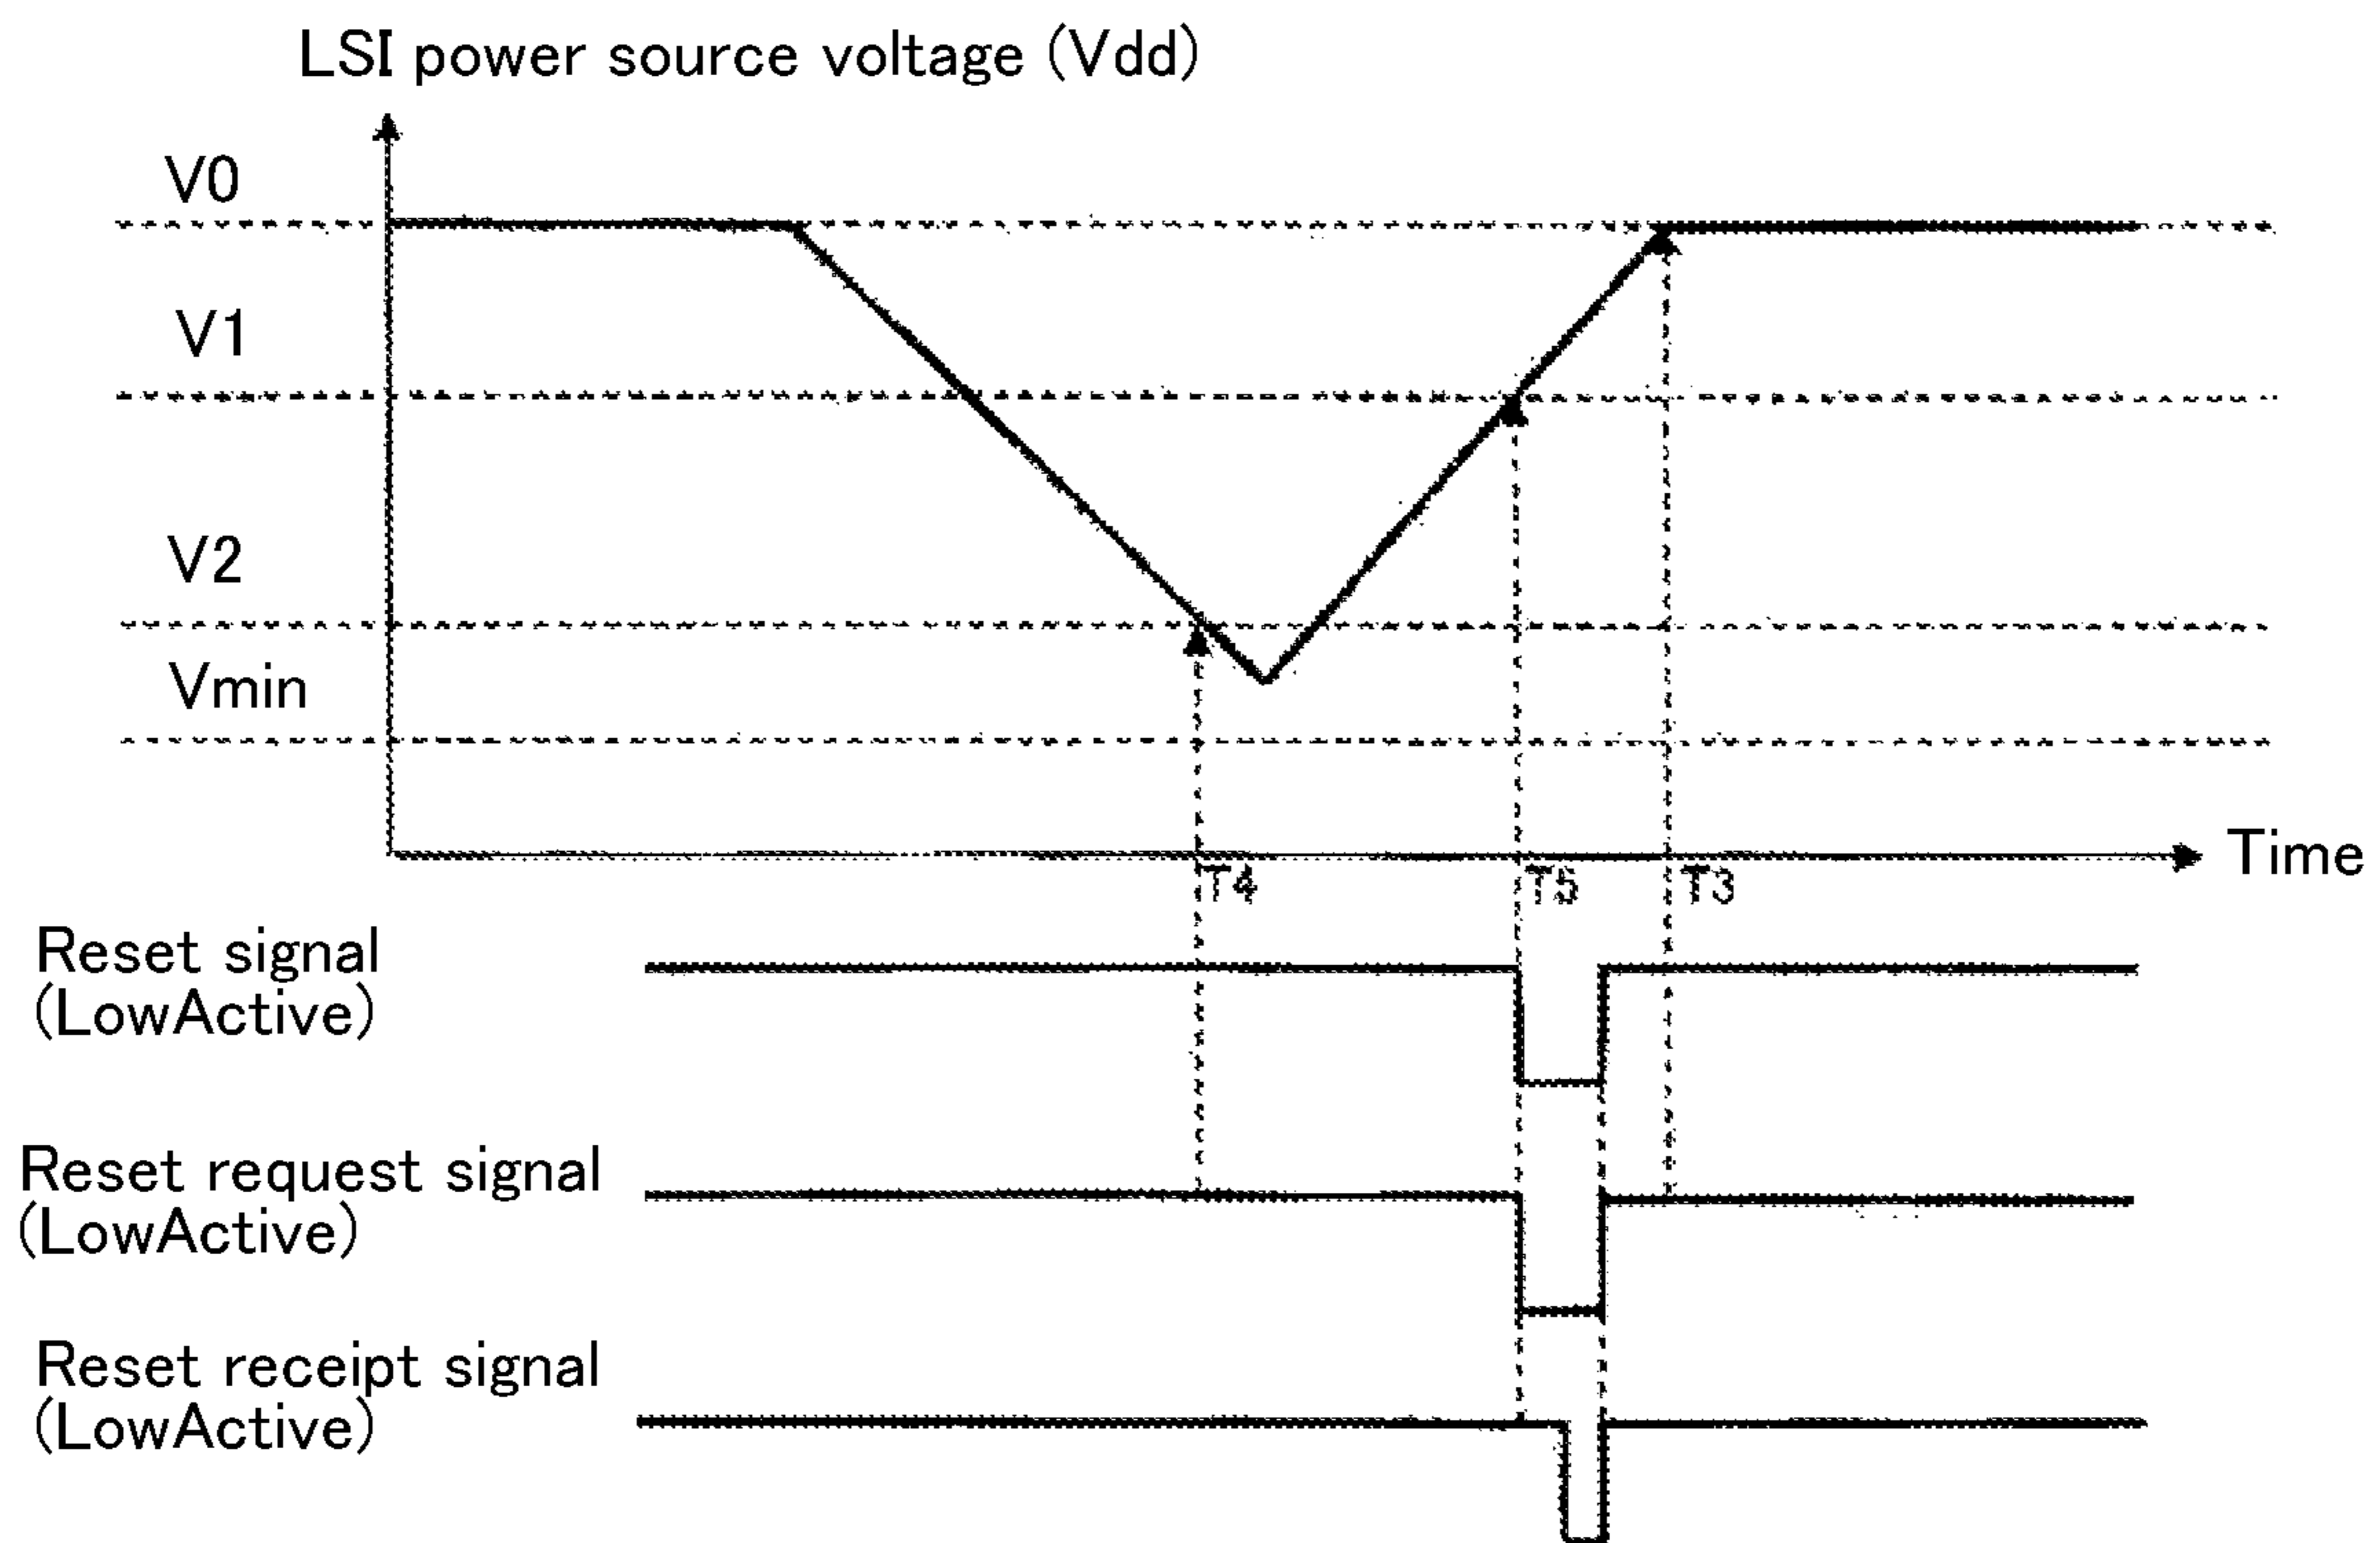 LSI power source voltage (Vdd)
V0
V1
V2
Vmin
Time
T4
T5
T3
Reset signal
(LowActive)
Reset request signal
(LowActive)
Reset receipt signal
(LowActive)